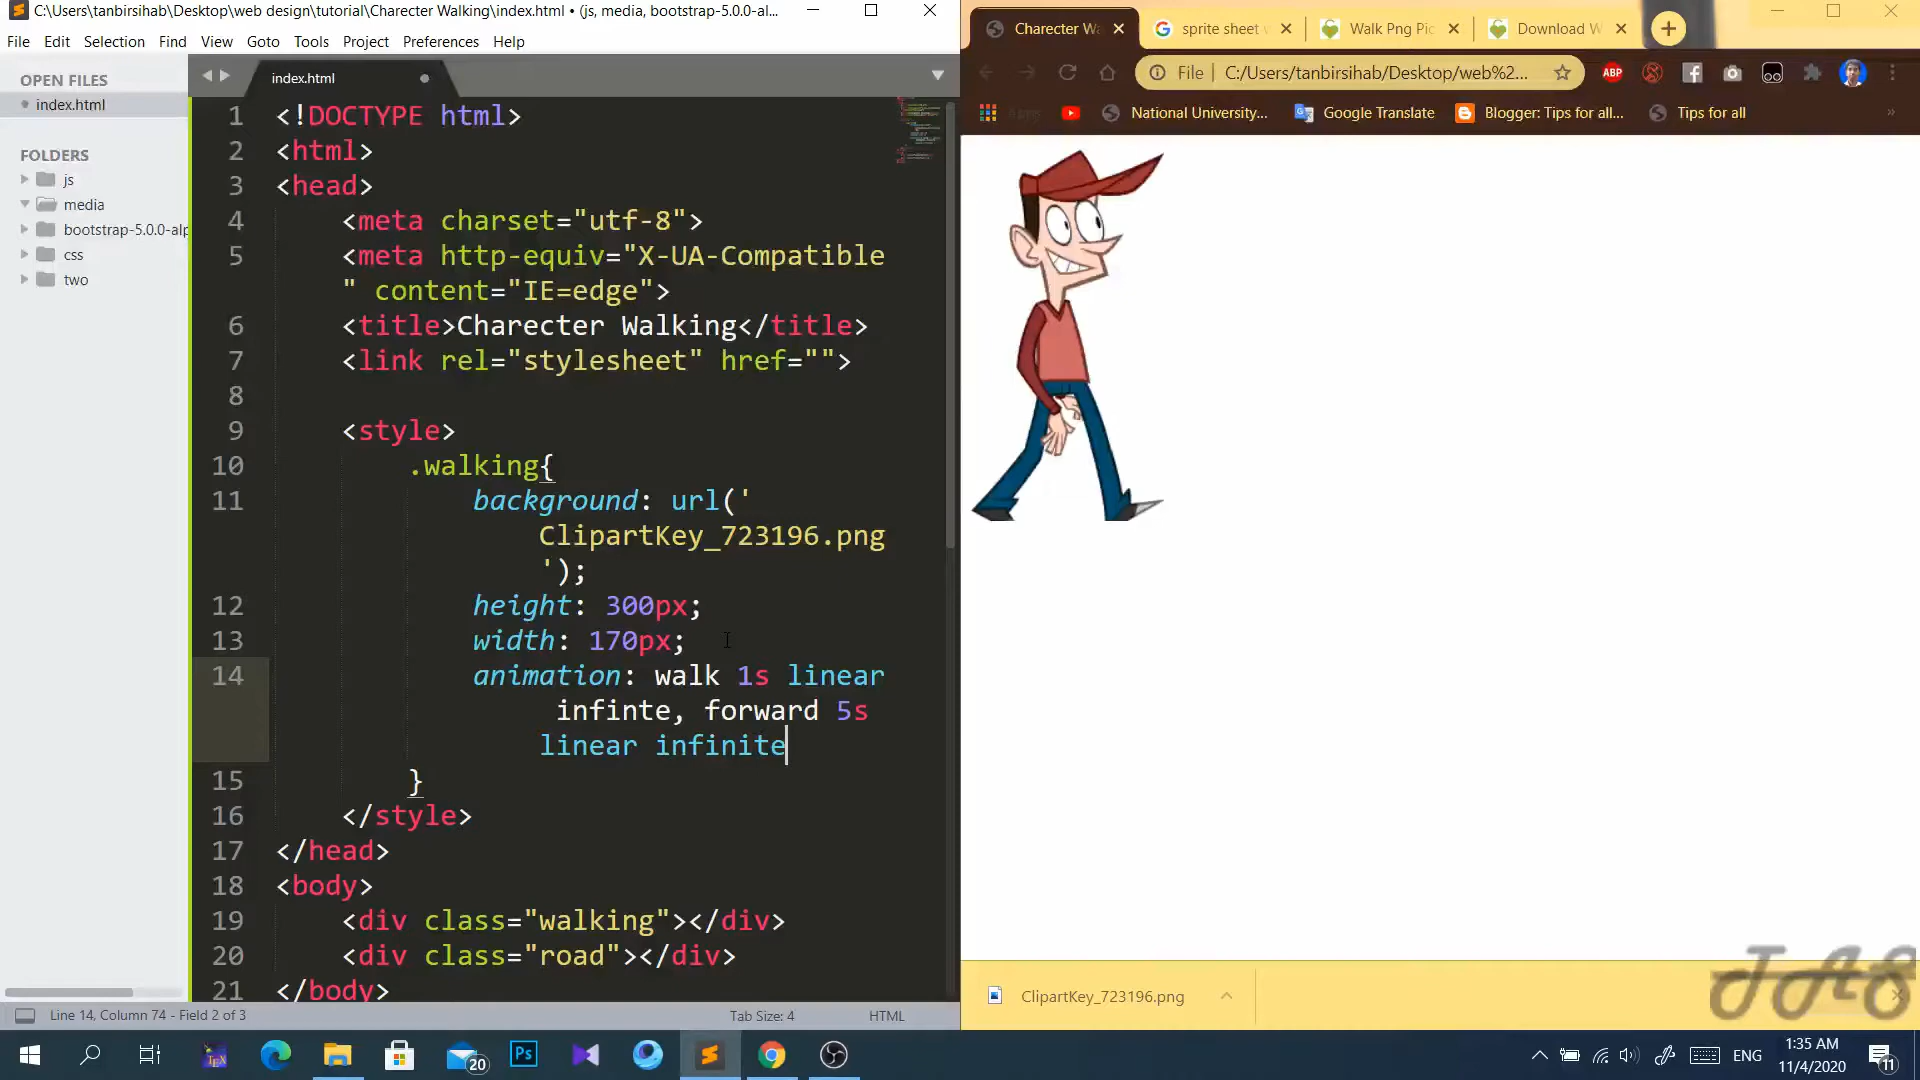 C:\Users\tanbirsihab\Desktop\web design\tutorial\Charecter Walking\index.html • (js, media, bootstrap-5.0.0-al...
File Edit Selection Find View Goto Tools Project Preferences Help
OPEN FILES
index.html
FOLDERS
js
media
bootstrap-5.0.0-alp
css
two
index.html
1 <!DOCTYPE html>
2 <html>
3 <head>
4 <meta charset="utf-8">
5 <meta http-equiv="X-UA-Compatible
" content="IE=edge">
6 <title>Charecter Walking</title>
7 <link rel="stylesheet" href="">
8
9 <style>
10 .walking{
11 background: url('
ClipartKey_723196.png
');
12 height: 300px;
13 width: 170px;
14 animation: walk 1s linear
infinte, forward 5s
linear infinite
15 }
16 </style>
17 </head>
18 <body>
19 <div class="walking"></div>
20 <div class="road"></div>
21 </body>
Line 14, Column 74 - Field 2 of 3 Tab Size: 4 HTML
Charecter Wa
sprite sheet w
Walk Png Pic
Download W
File C:/Users/tanbirsihab/Desktop/web%2...
ABP
Apps National University... Google Translate Blogger: Tips for all... Tips for all »
ClipartKey_723196.png
JAS
TEX 20 Ps
ENG 1:35 AM
11/4/2020 11